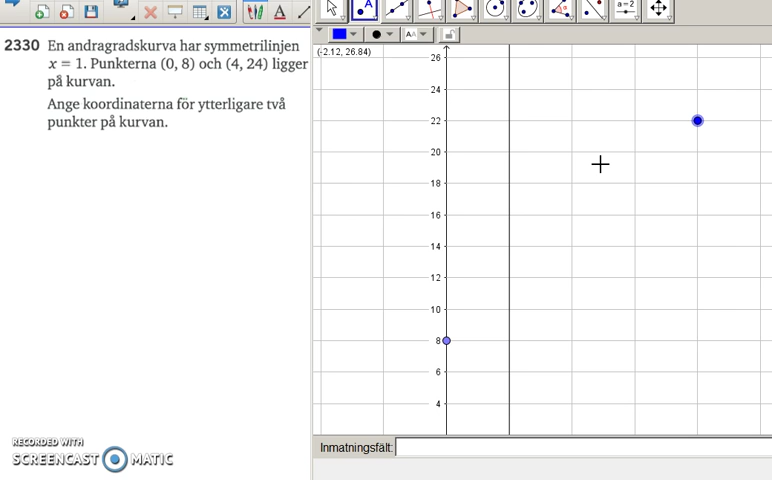 2330 En andragradskurva har symmetrilinjen
x = 1. Punkterna (0, 8) och (4, 24) ligger
på kurvan.
Ange koordinaterna för ytterligare två
punkter på kurvan.
RECORDED WITH
SCREENCAST MATIC
A
A
a=2
AA
(-2.12, 26.84)
26
24
22
20
18
16
14
12
10
8
6
4
Inmatningsfält: